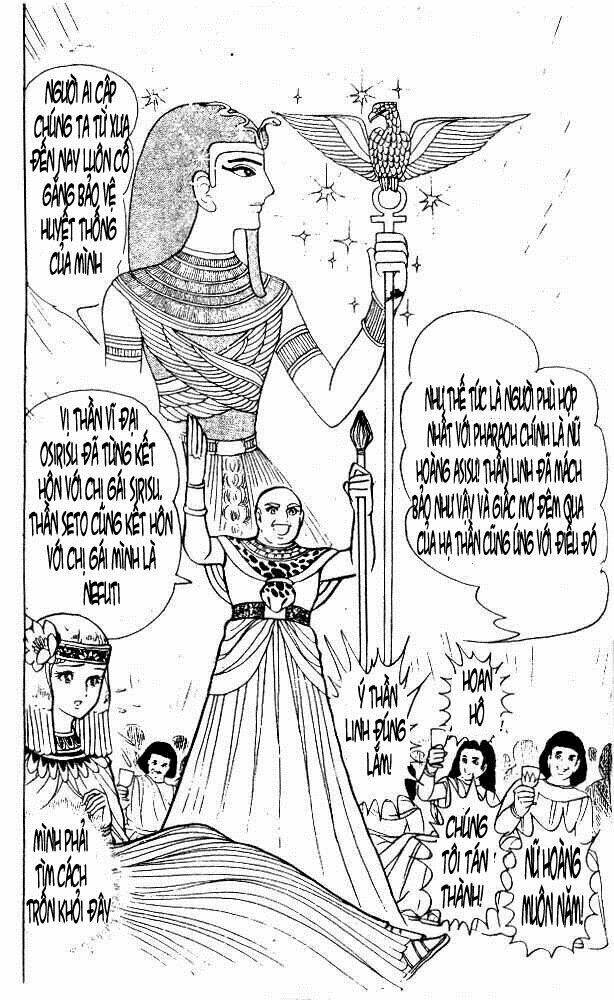 NGƯỜI AI CẬP
CHÚNG TA TỪ XƯA
ĐẾN NAY LUÔN CỐ
GẮNG BẢO VỆ
HUYẾT THỐNG
CỦA MÌNH
VỊ THẦN VĨ ĐẠI
OSIRISU ĐÃ TỪNG KẾT
HÔN VỚI CHỊ GÁI SIRISU.
THẦN SETO CŨNG KẾT HÔN
VỚI CHỊ GÁI MÌNH LÀ
NEFUTI
NHƯ THẾ TỨC LÀ NGƯỜI PHÙ HỢP
NHẤT VỚI PHARAOH CHÍNH LÀ NỮ
HOÀNG ASISU! THẦN LINH ĐÃ MÁCH
BẢO NHƯ VẬY VÀ GIẤC MƠ ĐÊM QUA
CỦA HẠ THẦN CŨNG ỨNG VỚI ĐIỀU ĐÓ
Ý THẦN
LINH ĐÚNG
LẮM!
HOAN
HÔ
CHÚNG
TÔI TÁN
THÀNH!
NỮ HOÀNG
MUÔN NĂM!
MÌNH PHẢI
TÌM CÁCH
TRỐN KHỎI ĐÂY